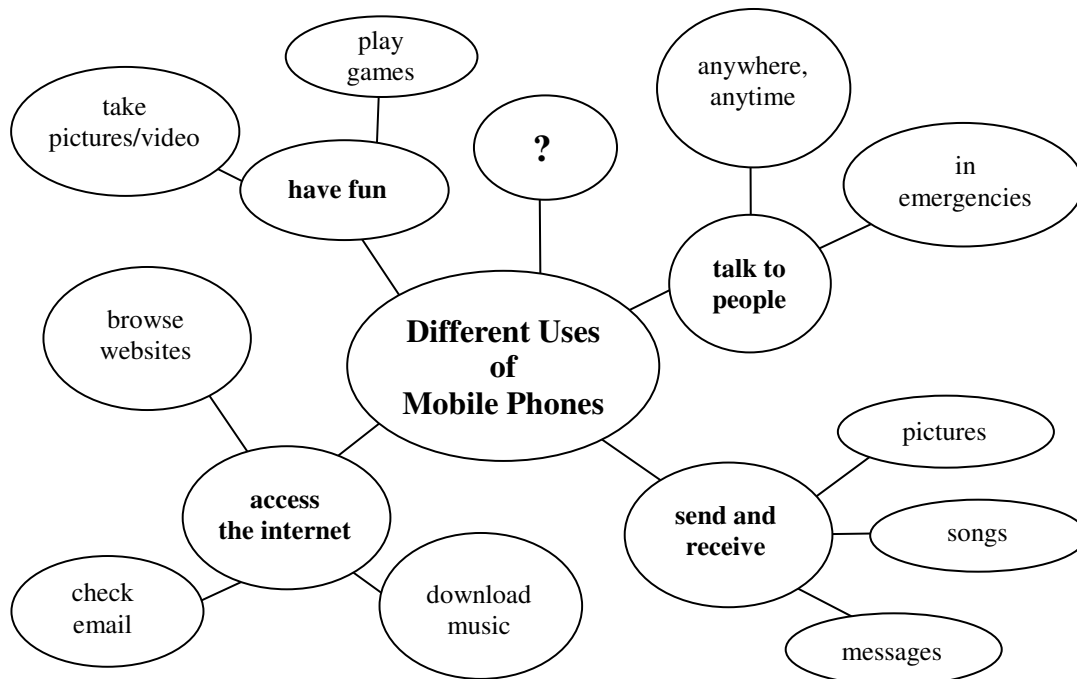 play
games
take
pictures/video
have fun
?
anywhere,
anytime
in
emergencies
talk to
people
Different Uses
of
Mobile Phones
browse
websites
access
the internet
check
email
download
music
send and
receive
pictures
songs
messages